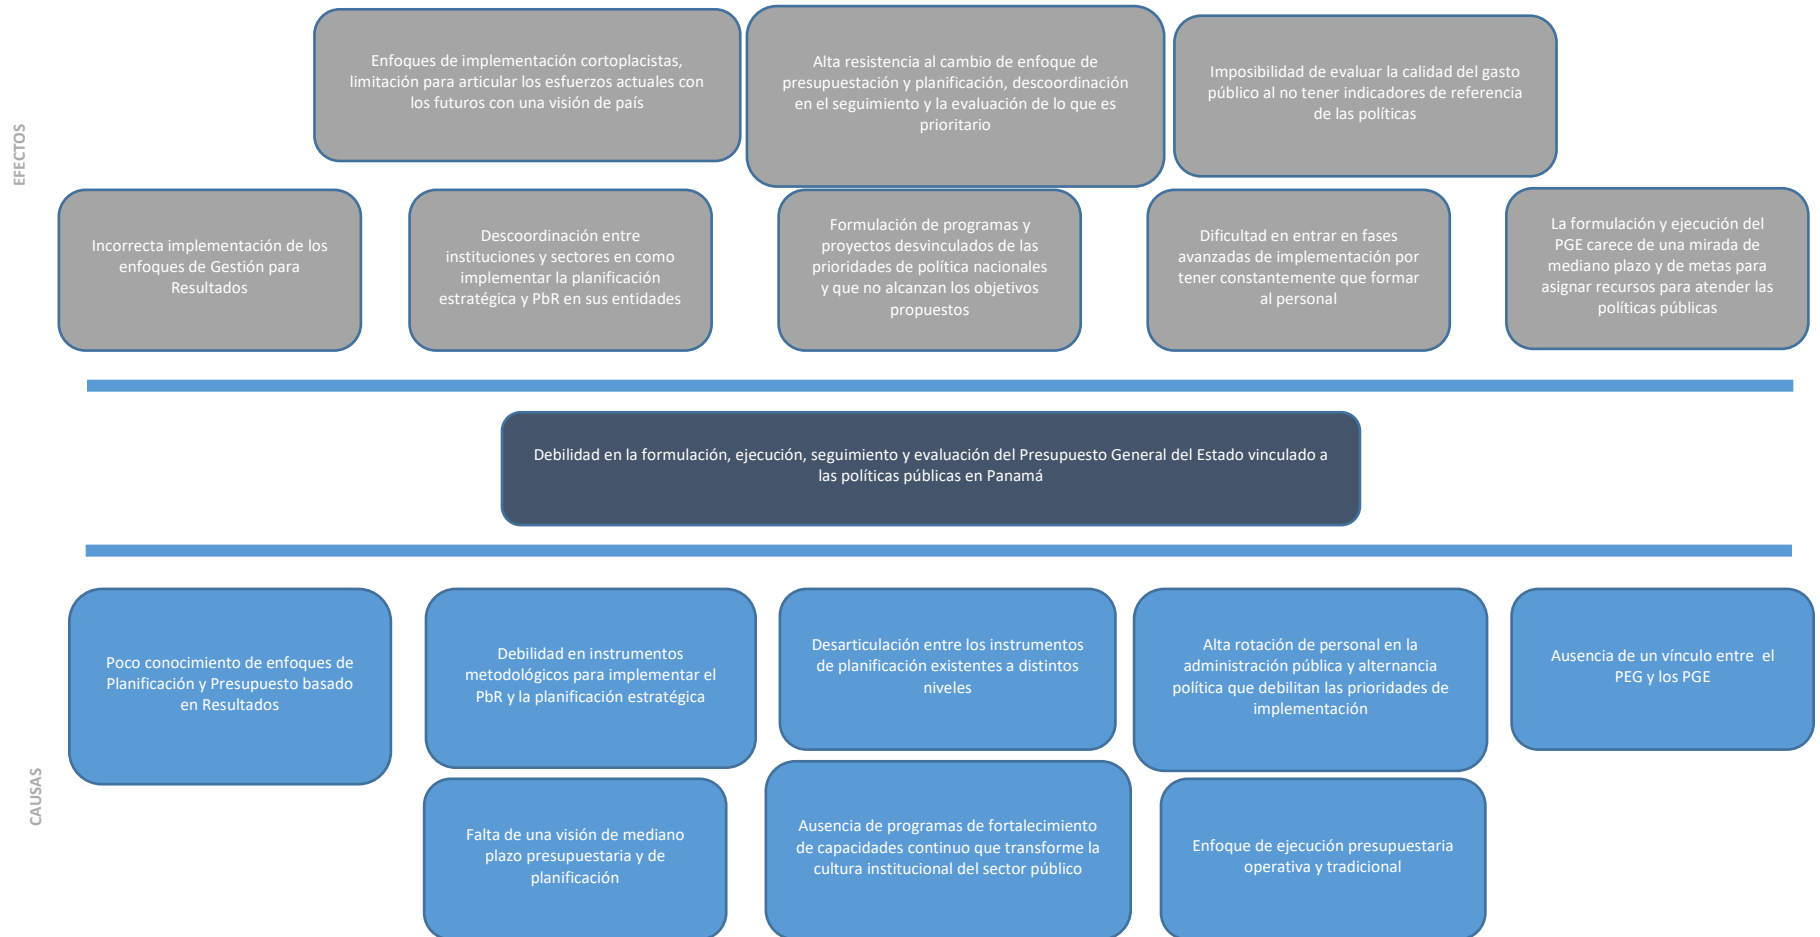 EFECTOS
Enfoques de implementación cortoplacistas,
limitación para articular los esfuerzos actuales con
los futuros con una visión de país
Alta resistencia al cambio de enfoque de
presupuestación y planificación, descoordinación
en el seguimiento y la evaluación de lo que es
prioritario
Imposibilidad de evaluar la calidad del gasto
público al no tener indicadores de referencia
de las políticas
Incorrecta implementación de los
enfoques de Gestión para
Resultados
Descoordinación entre
instituciones y sectores en como
implementar la planificación
estratégica y PbR en sus entidades
Formulación de programas y
proyectos desvinculados de las
prioridades de política nacionales
y que no alcanzan los objetivos
propuestos
Dificultad en entrar en fases
avanzadas de implementación por
tener constantemente que formar
al personal
La formulación y ejecución del
PGE carece de una mirada de
mediano plazo y de metas para
asignar recursos para atender las
políticas públicas
Debilidad en la formulación, ejecución, seguimiento y evaluación del Presupuesto General del Estado vinculado a
las políticas públicas en Panamá
CAUSAS
Poco conocimiento de enfoques de
Planificación y Presupuesto basado
en Resultados
Debilidad en instrumentos
metodológicos para implementar el
PbR y la planificación estratégica
Desarticulación entre los instrumentos
de planificación existentes a distintos
niveles
Alta rotación de personal en la
administración pública y alternancia
política que debilitan las prioridades de
implementación
Ausencia de un vínculo entre el
PEG y los PGE
Falta de una visión de mediano
plazo presupuestaria y de
planificación
Ausencia de programas de fortalecimiento
de capacidades continuo que transforme la
cultura institucional del sector público
Enfoque de ejecución presupuestaria
operativa y tradicional